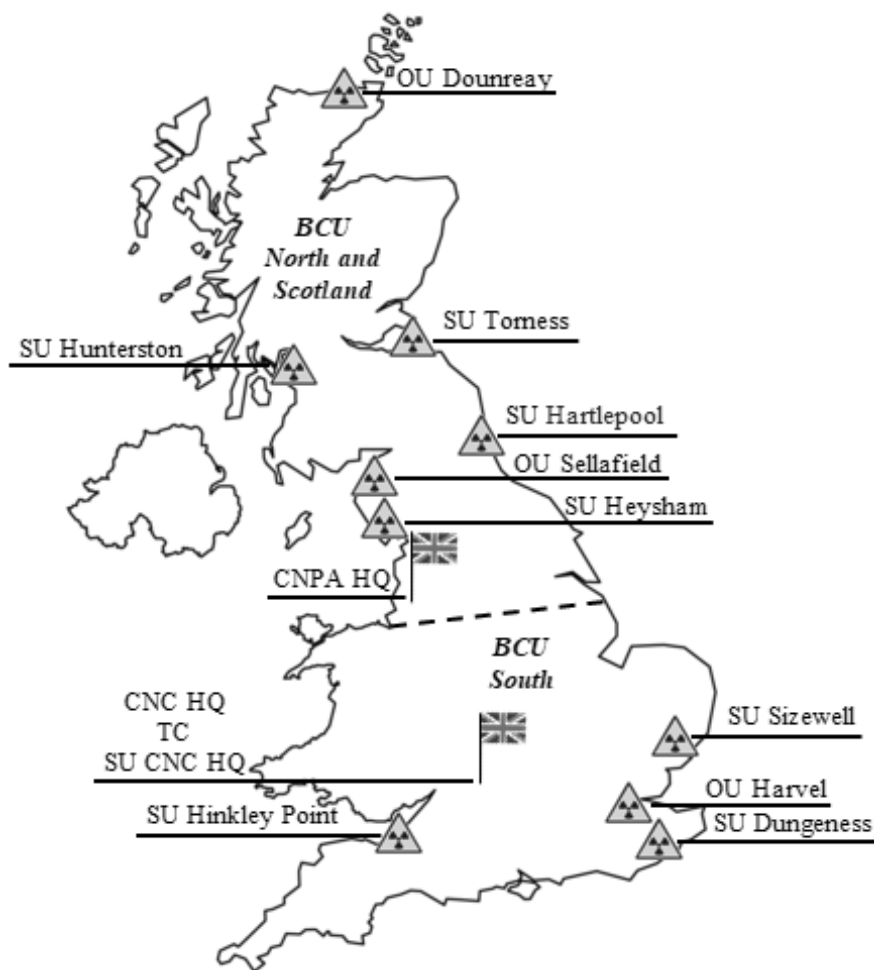 OU Dounreay
BCU
North and
Scotland
SU Torness
SU Hunterston
SU Hartlepool
OU Sellafield
SU Heysham
CNPA HQ
BCU
South
CNC HQ
TC
SU CNC HQ
SU Sizewell
OU Harvel
SU Hinkley Point
SU Dungeness